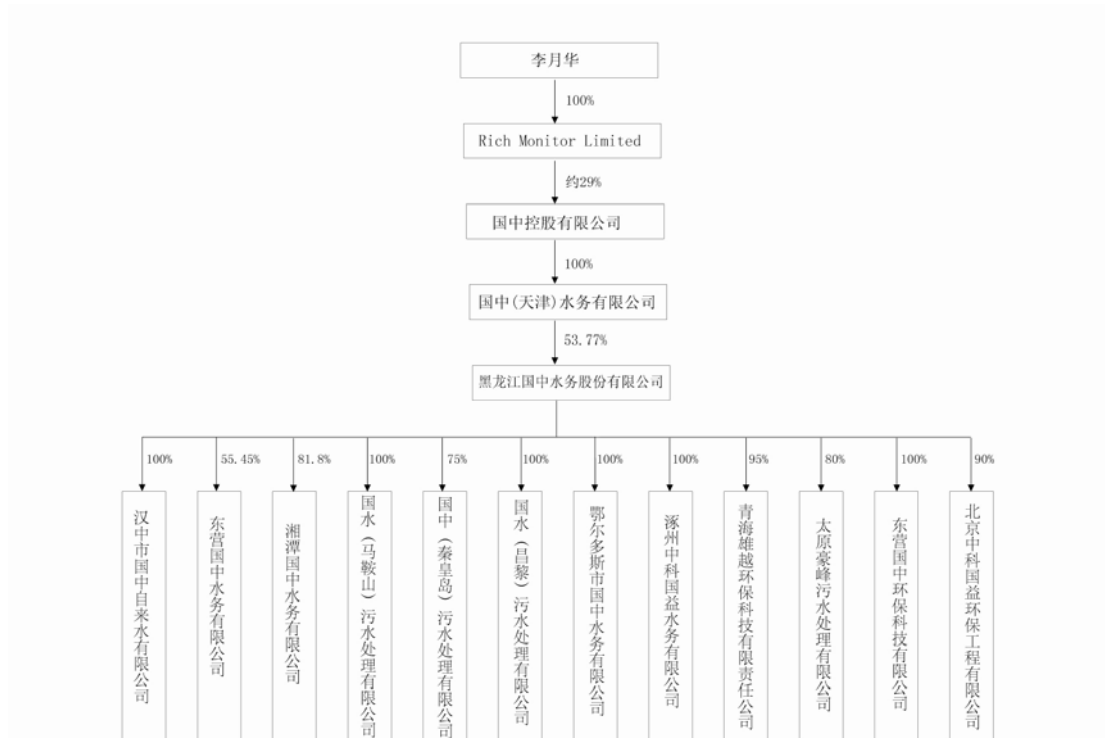 李月华
100%
Rich Monitor Limited
约29%
国中控股有限公司
100%
国中(天津)水务有限公司
53.77%
黑龙江国中水务股份有限公司
100%
55.45%
81.8%
100%
75%
100%
100%
100%
95%
80%
100%
90%
汉中市国中自来水有限公司
东营国中水务有限公司
湘潭国中水务有限公司
国水（马鞍山）污水处理有限公司
国中（秦皇岛）污水处理有限公司
国水（昌黎）污水处理有限公司
鄂尔多斯市国中水务有限公司
涿州中科国益水务有限公司
青海雄越环保科技有限责任公司
太原豪峰污水处理有限公司
东营国中环保科技有限公司
北京中科国益环保工程有限公司